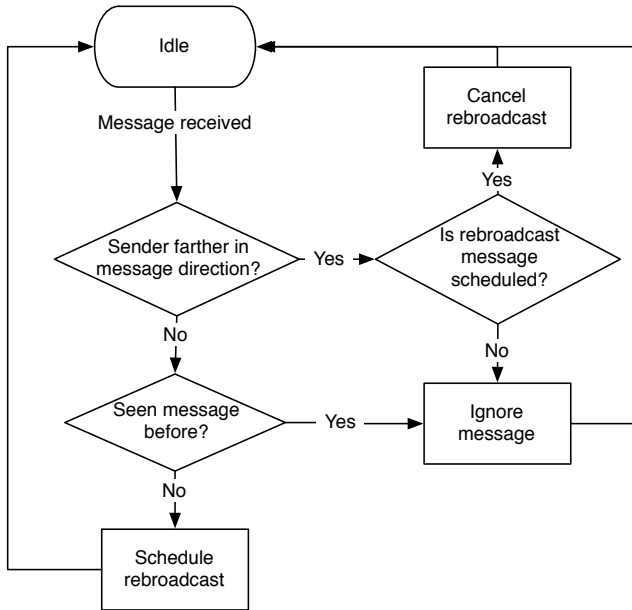 Idle
Cancel
rebroadcast
Message received
Yes
Sender farther in
message direction?
Yes
Is rebroadcast
message
scheduled?
No
No
Seen message
before?
Yes
Ignore
message
No
Schedule
rebroadcast